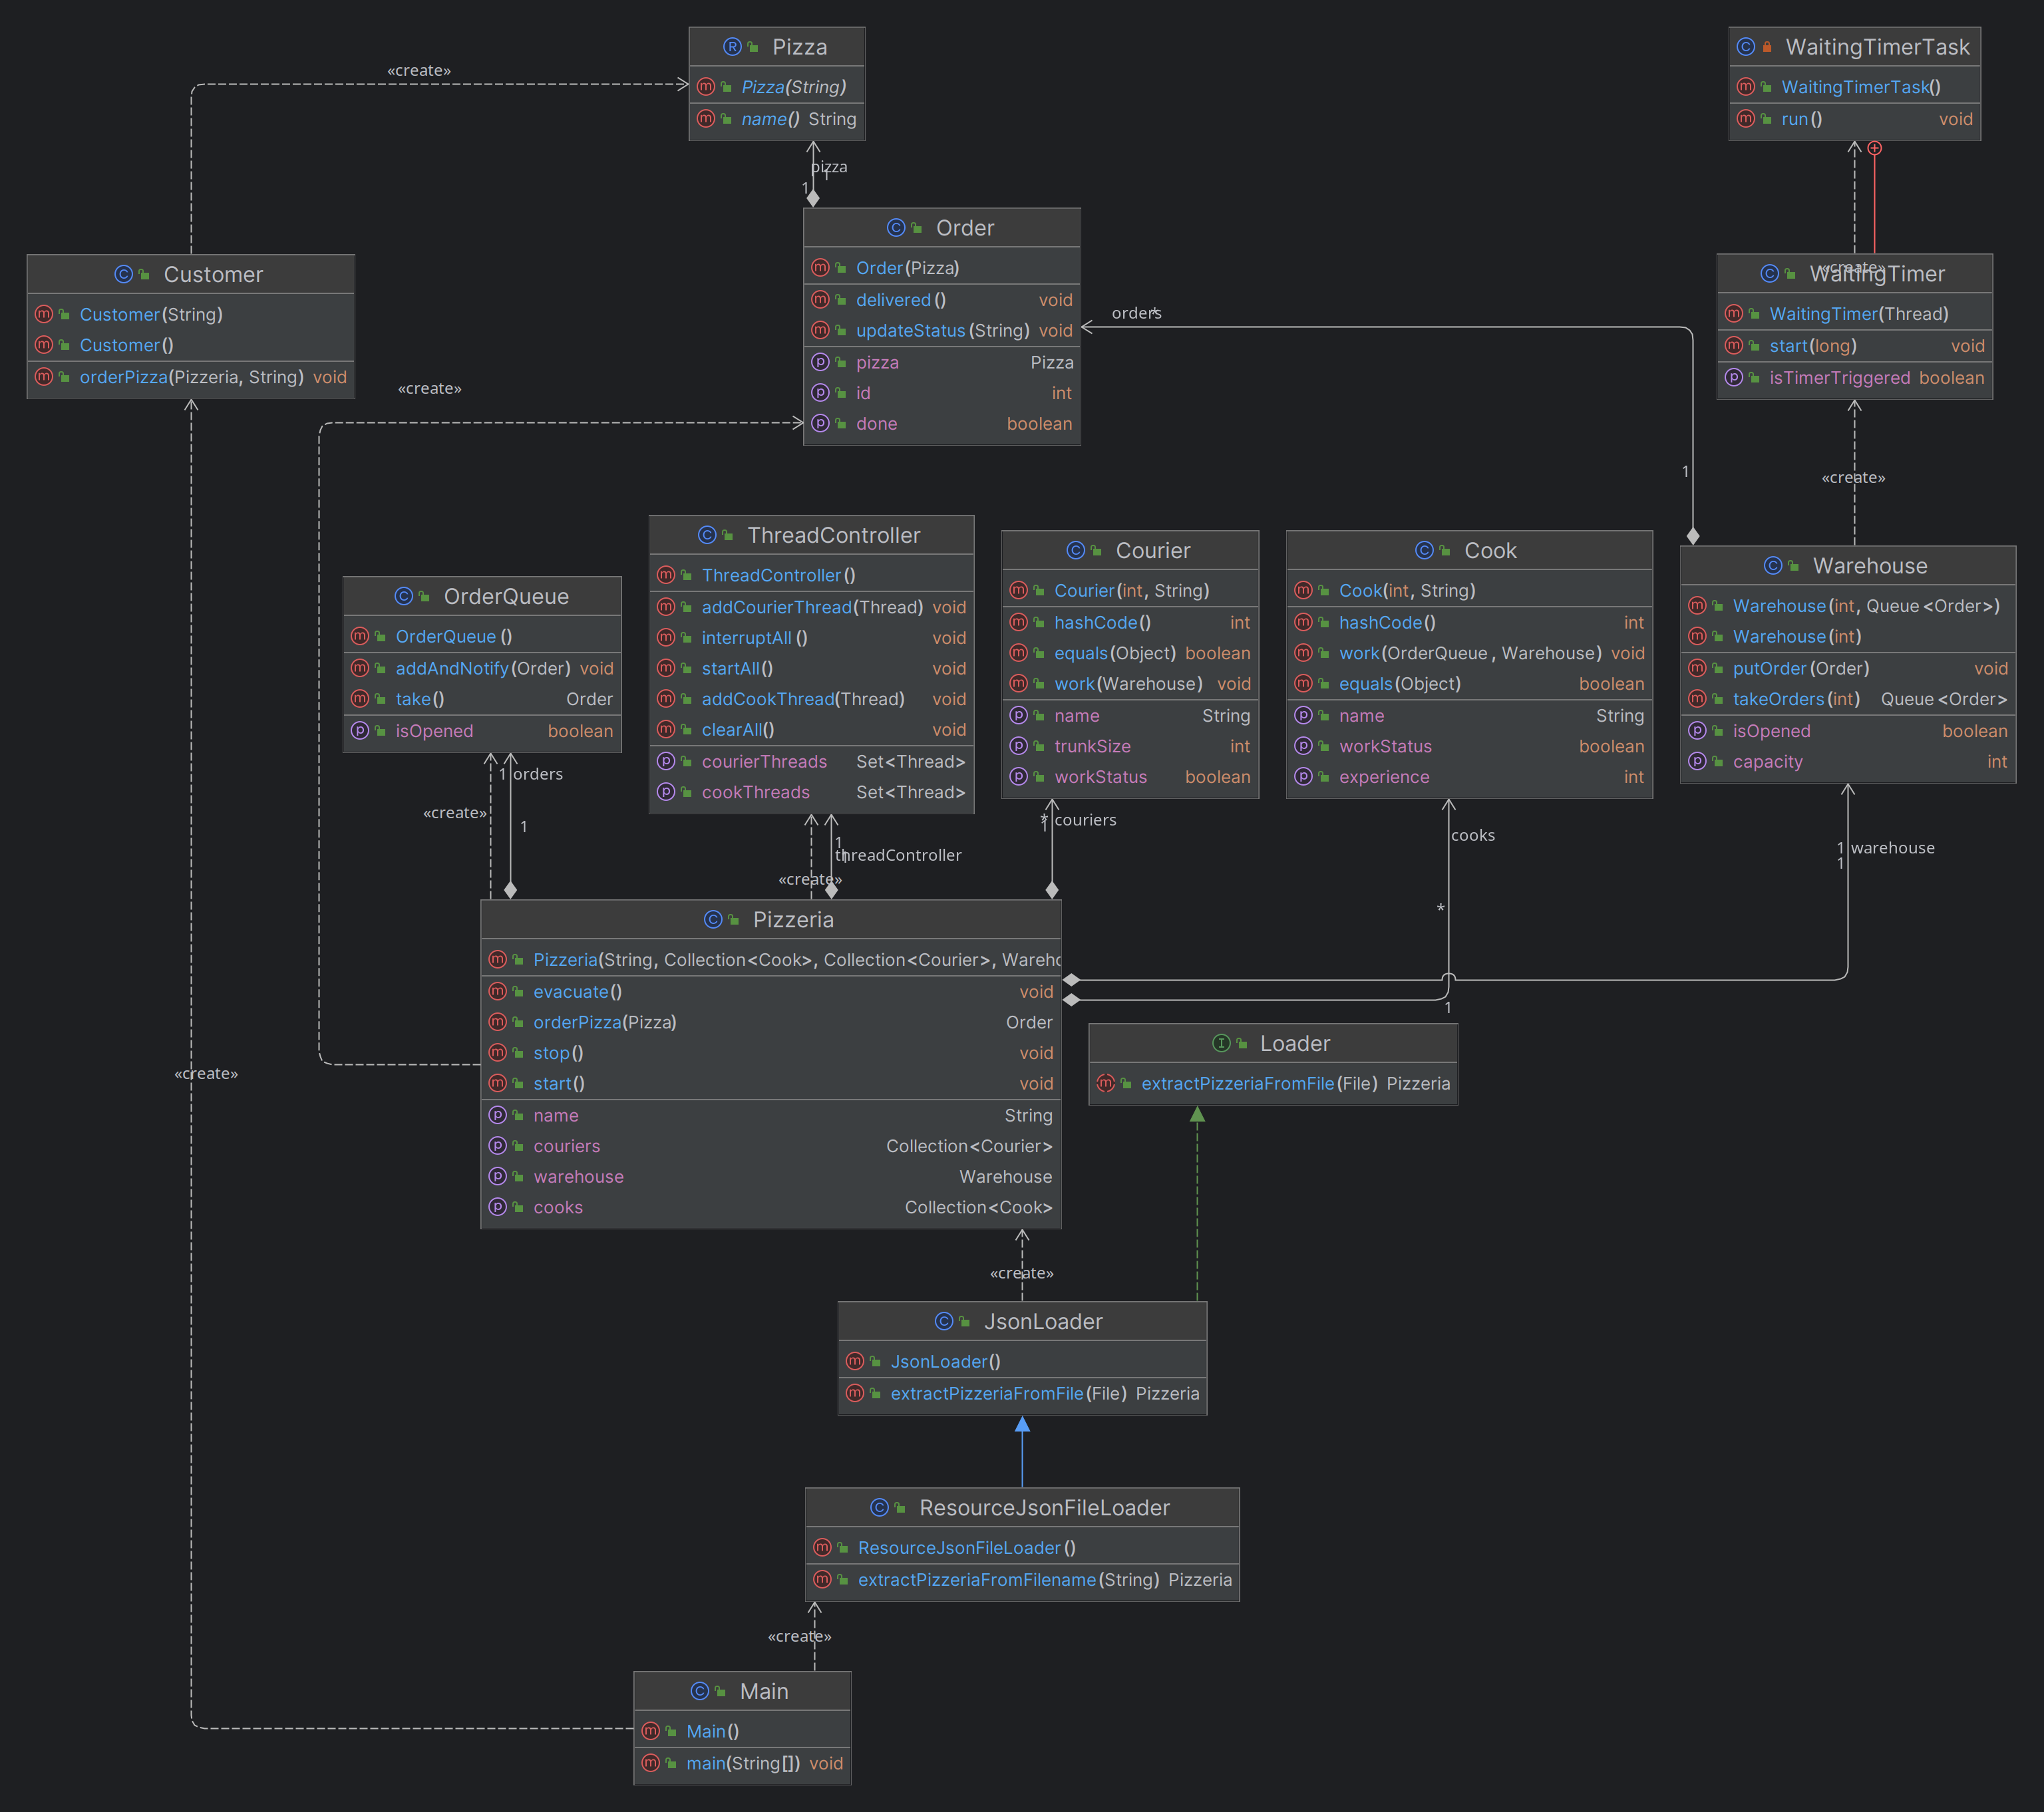 Pizza
Pizza(String)
name() String
WaitingTimerTask
WaitingTimerTask()
run() void
«create»
pizza
1
1
Order
Order(Pizza)
delivered() void
updateStatus(String) void
pizza Pizza
id int
done boolean
Customer
Customer(String)
Customer()
orderPizza(Pizzeria, String) void
«create»
WaitingTimer
WaitingTimer(Thread)
start(long) void
isTimerTriggered boolean
orders
*
1
«create»
«create»
ThreadController
ThreadController()
addCourierThread(Thread) void
interruptAll() void
startAll() void
addCookThread(Thread) void
clearAll() void
courierThreads Set<Thread>
cookThreads Set<Thread>
Courier
Courier(int, String)
hashCode() int
equals(Object) boolean
work(Warehouse) void
name String
trunkSize int
workStatus boolean
Cook
Cook(int, String)
hashCode() int
work(OrderQueue, Warehouse) void
equals(Object) boolean
name String
workStatus boolean
experience int
Warehouse
Warehouse(int, Queue<Order>)
Warehouse(int)
putOrder(Order) void
takeOrders(int) Queue<Order>
isOpened boolean
capacity int
OrderQueue
OrderQueue()
addAndNotify(Order) void
take() Order
isOpened boolean
1 orders
«create»
1
1
1
threadController
«create»
* couriers
1
cooks
*
1
1 warehouse
1
Pizzeria
Pizzeria(String, Collection<Cook>, Collection<Courier>, Wareho
evacuate() void
orderPizza(Pizza) Order
stop() void
start() void
name String
couriers Collection<Courier>
warehouse Warehouse
cooks Collection<Cook>
Loader
extractPizzeriaFromFile(File) Pizzeria
«create»
«create»
JsonLoader
JsonLoader()
extractPizzeriaFromFile(File) Pizzeria
ResourceJsonFileLoader
ResourceJsonFileLoader()
extractPizzeriaFromFilename(String) Pizzeria
«create»
Main
Main()
main(String[]) void